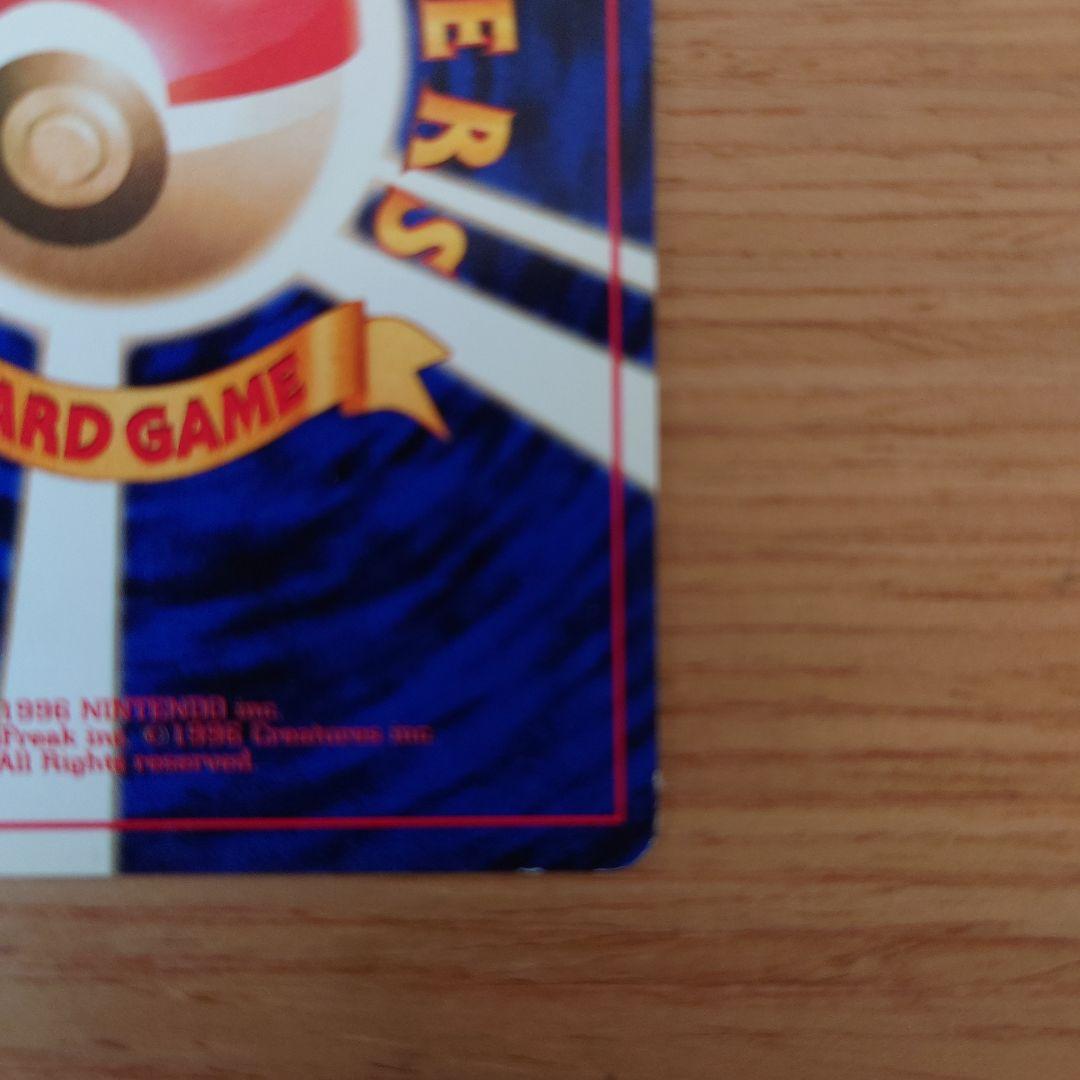 ERS
ARD GAME
1996 NINTENDO inc.
Freak inc. ©1996 Creatures inc.
All Rights reserved.